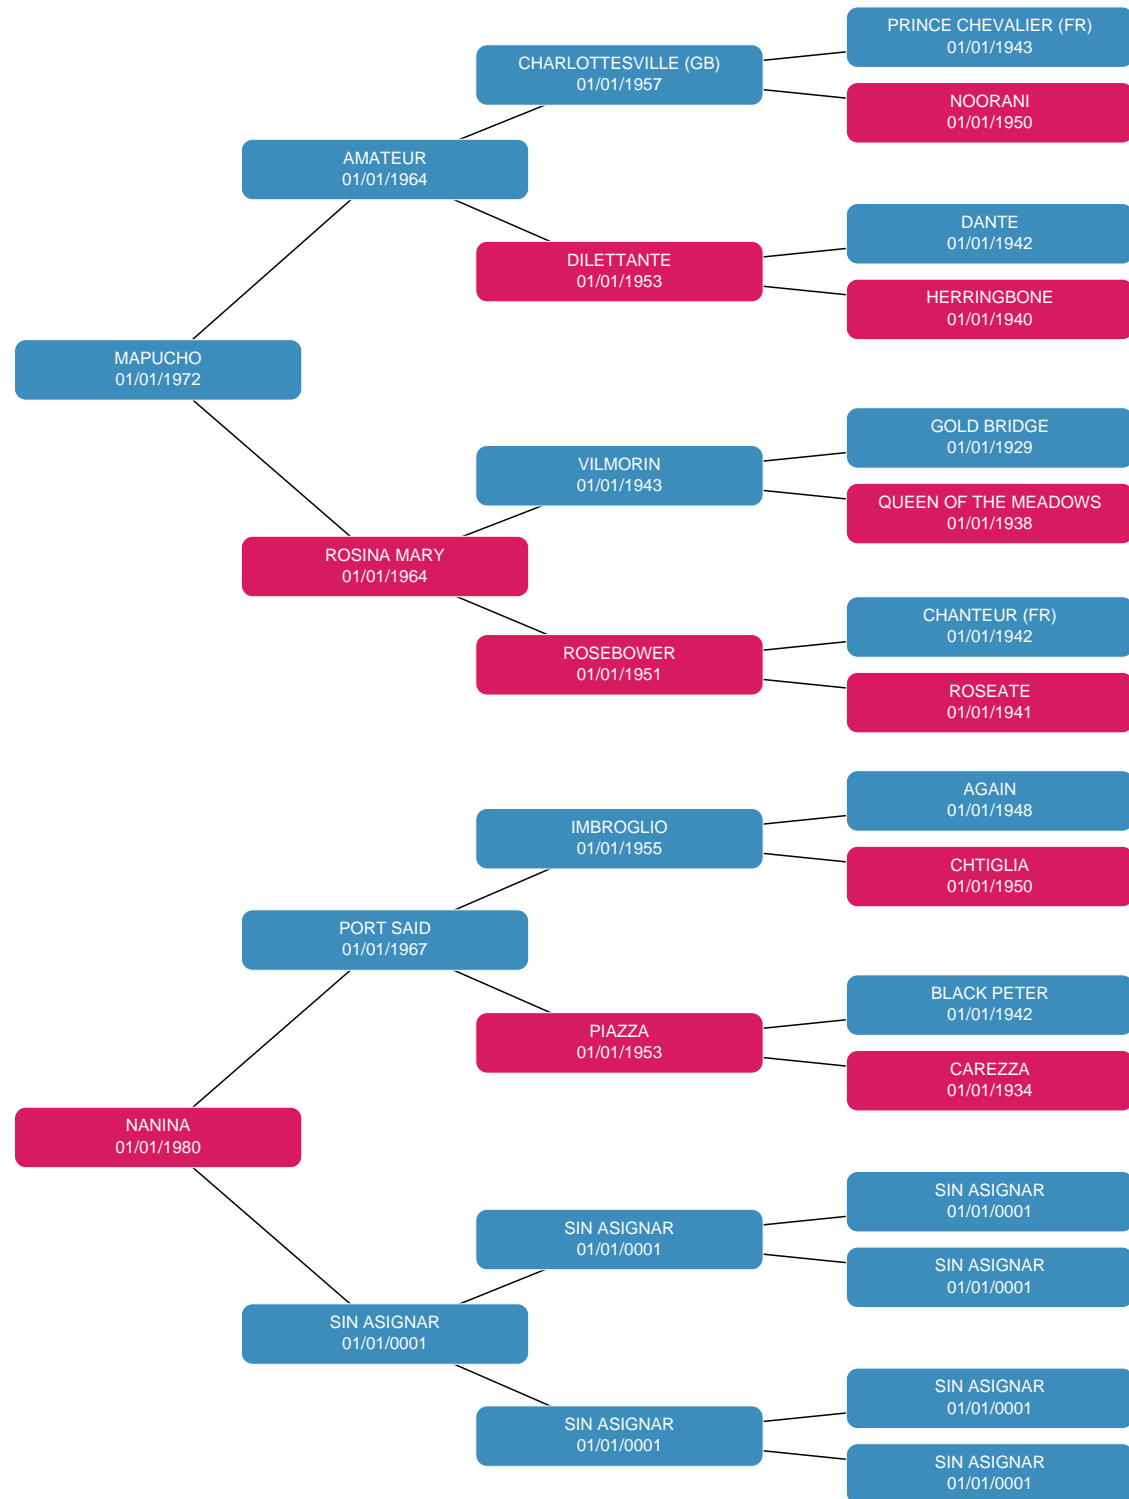 PRINCE CHEVALIER (FR)
01/01/1943
CHARLOTTESVILLE (GB)
01/01/1957
NOORANI
01/01/1950
AMATEUR
01/01/1964
DANTE
01/01/1942
DILETTANTE
01/01/1953
HERRINGBONE
01/01/1940
MAPUCHO
01/01/1972
GOLD BRIDGE
01/01/1929
VILMORIN
01/01/1943
QUEEN OF THE MEADOWS
01/01/1938
ROSINA MARY
01/01/1964
CHANTEUR (FR)
01/01/1942
ROSEBOWER
01/01/1951
ROSEATE
01/01/1941
AGAIN
01/01/1948
IMBROGLIO
01/01/1955
CHTIGLIA
01/01/1950
PORT SAID
01/01/1967
BLACK PETER
01/01/1942
PIAZZA
01/01/1953
CAREZZA
01/01/1934
NANINA
01/01/1980
SIN ASIGNAR
01/01/0001
SIN ASIGNAR
01/01/0001
SIN ASIGNAR
01/01/0001
SIN ASIGNAR
01/01/0001
SIN ASIGNAR
01/01/0001
SIN ASIGNAR
01/01/0001
SIN ASIGNAR
01/01/0001